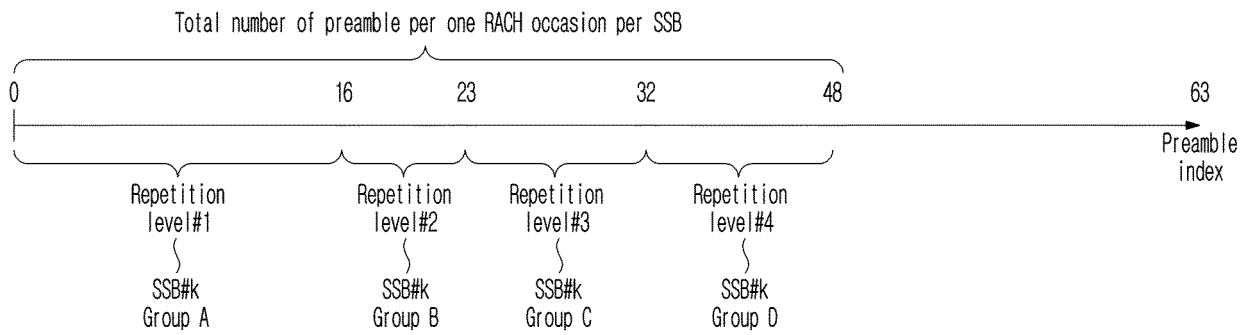 Total number of preamble per one RACH occasion per SSB
0 16 23 32 48 63
Preamble
index
Repetition
level#1
Repetition
level#2
Repetition
level#3
Repetition
level#4
SSB#k
Group A
SSB#k
Group B
SSB#k
Group C
SSB#k
Group D